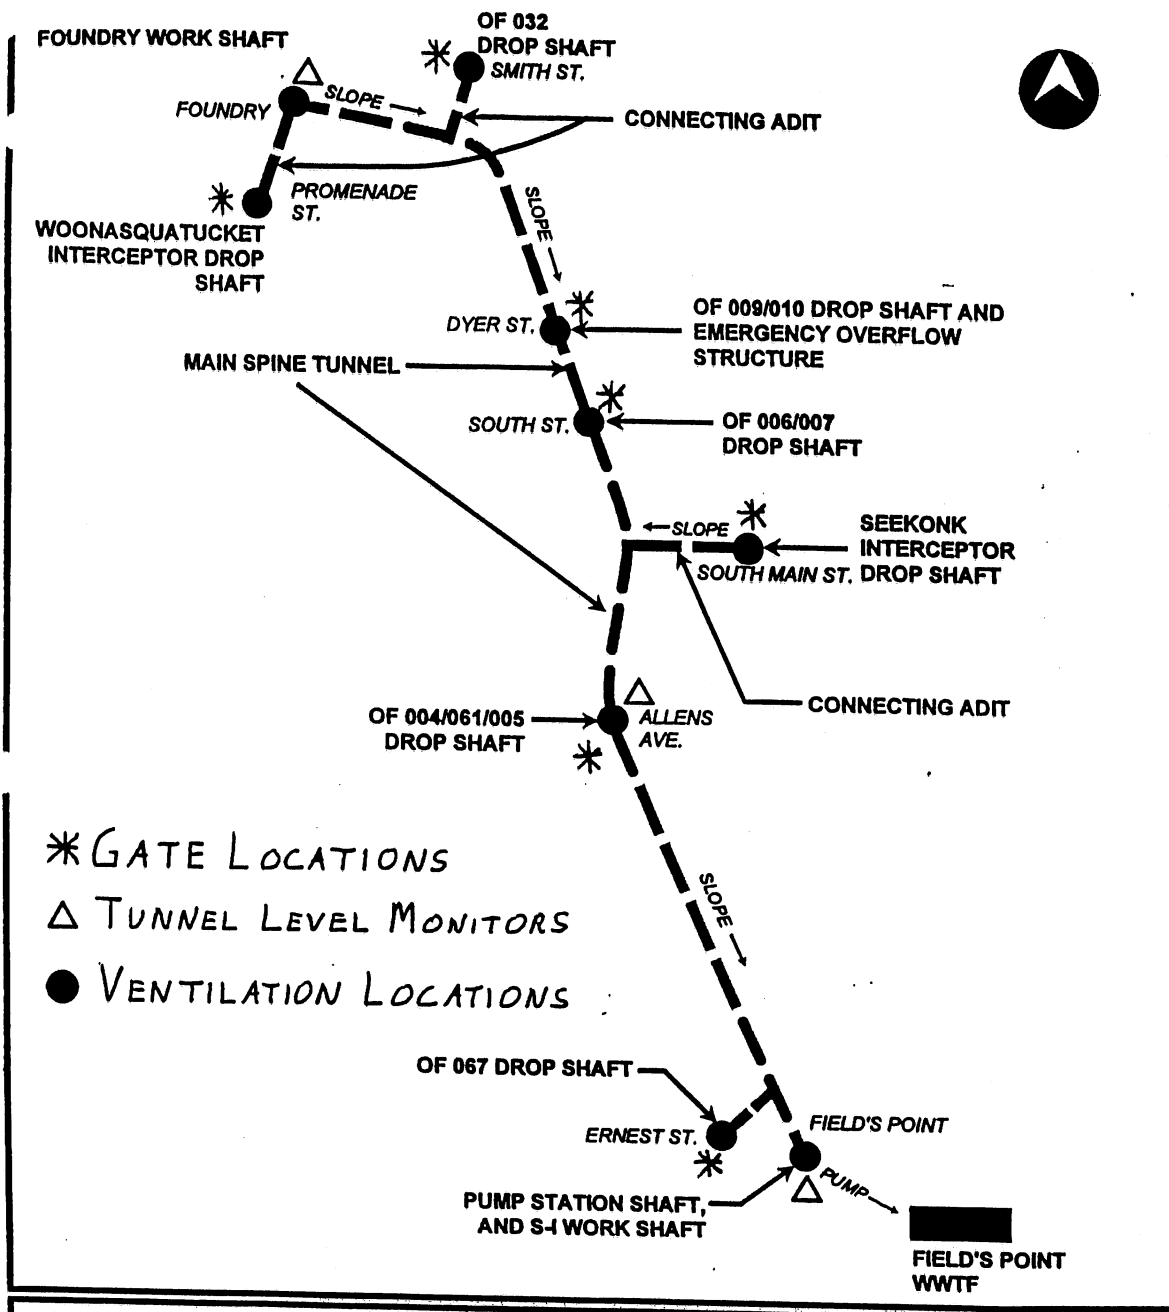 FOUNDRY WORK SHAFT
OF 032
DROP SHAFT
SMITH ST.
SLOPE
FOUNDRY
CONNECTING ADIT
PROMENADE
ST.
WOONASQUATUCKET
INTERCEPTOR DROP
SHAFT
SLOPE
DYER ST.
OF 009/010 DROP SHAFT AND
EMERGENCY OVERFLOW
STRUCTURE
MAIN SPINE TUNNEL
SOUTH ST.
OF 006/007
DROP SHAFT
SLOPE
SOUTH MAIN ST.
SEEKONK
INTERCEPTOR
DROP SHAFT
CONNECTING ADIT
OF 004/061/005
DROP SHAFT
ALLENS
AVE.
GATE LOCATIONS
TUNNEL LEVEL MONITORS
VENTILATION LOCATIONS
SLOPE
OF 067 DROP SHAFT
ERNEST ST.
FIELD'S POINT
PUMP
PUMP STATION SHAFT,
AND S-I WORK SHAFT
FIELD'S POINT
WWTF